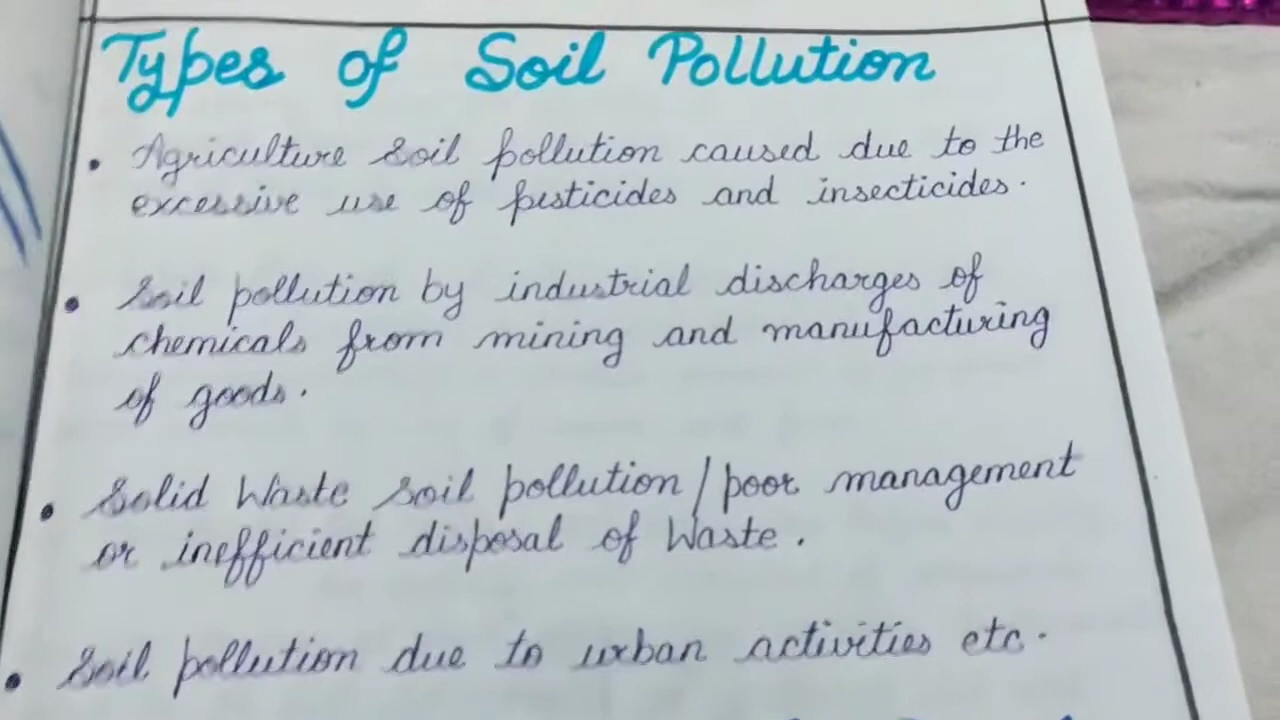 Types of Soil Pollution
• Agriculture soil pollution caused due to the
excessive use of pesticides and insecticides.
• Soil pollution by industrial discharges of
chemicals from mining and manufacturing
of goods.
• Solid Waste soil pollution / poor management
or inefficient disposal of Waste.
• Soil pollution due to urban activities etc.